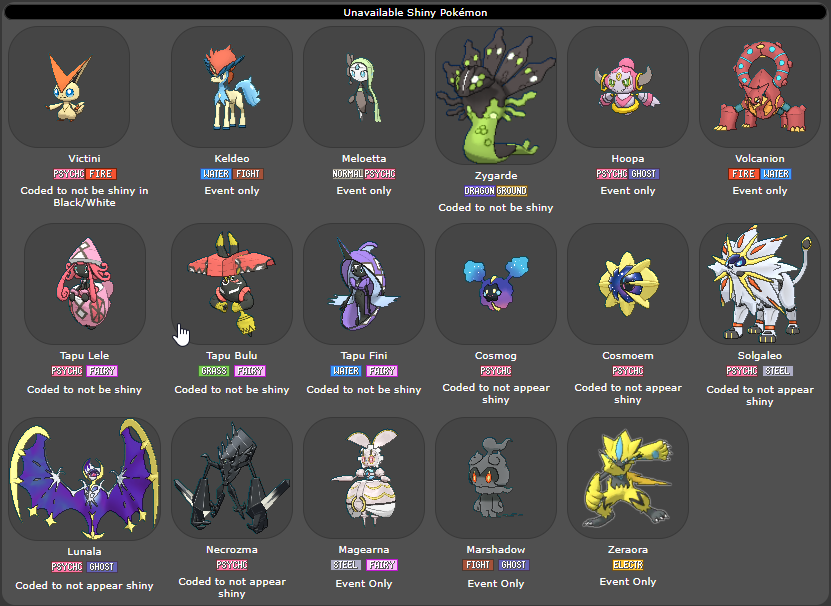 Unavailable Shiny Pokémon
Victini
PSYCHC FIRE
Coded to not be shiny in
Black/White
Keldeo
WATER FIGHT
Event only
Meloetta
NORMAL PSYCHC
Event only
Zygarde
DRAGON GROUND
Coded to not be shiny
Hoopa
PSYCHC GHOST
Event only
Volcanion
FIRE WATER
Event only
Tapu Lele
PSYCHC FAIRY
Coded to not be shiny
Tapu Bulu
GRASS FAIRY
Coded to not be shiny
Tapu Fini
WATER FAIRY
Coded to not be shiny
Cosmog
PSYCHC
Coded to not appear
shiny
Cosmoem
PSYCHC
Coded to not appear
shiny
Solgaleo
PSYCHC STEEL
Coded to not appear
shiny
Lunala
PSYCHC GHOST
Coded to not appear shiny
Necrozma
PSYCHC
Coded to not appear
shiny
Magearna
STEEL FAIRY
Event Only
Marshadow
FIGHT GHOST
Event Only
Zeraora
ELECTR
Event Only